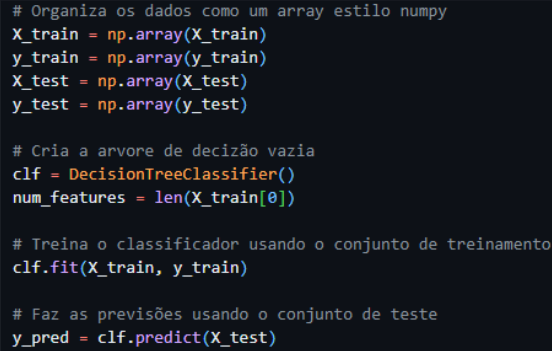 # Organiza os dados como um array estilo numpy
X_train = np.array(X_train)
y_train = np.array(y_train)
X_test = np.array(X_test)
y_test = np.array(y_test)
# Cria a arvore de decizão vazia
clf = DecisionTreeClassifier()
num_features = len(X_train[0])
# Treina o classificador usando o conjunto de treinamento
clf.fit(X_train, y_train)
# Faz as previsões usando o conjunto de teste
y_pred = clf.predict(X_test)